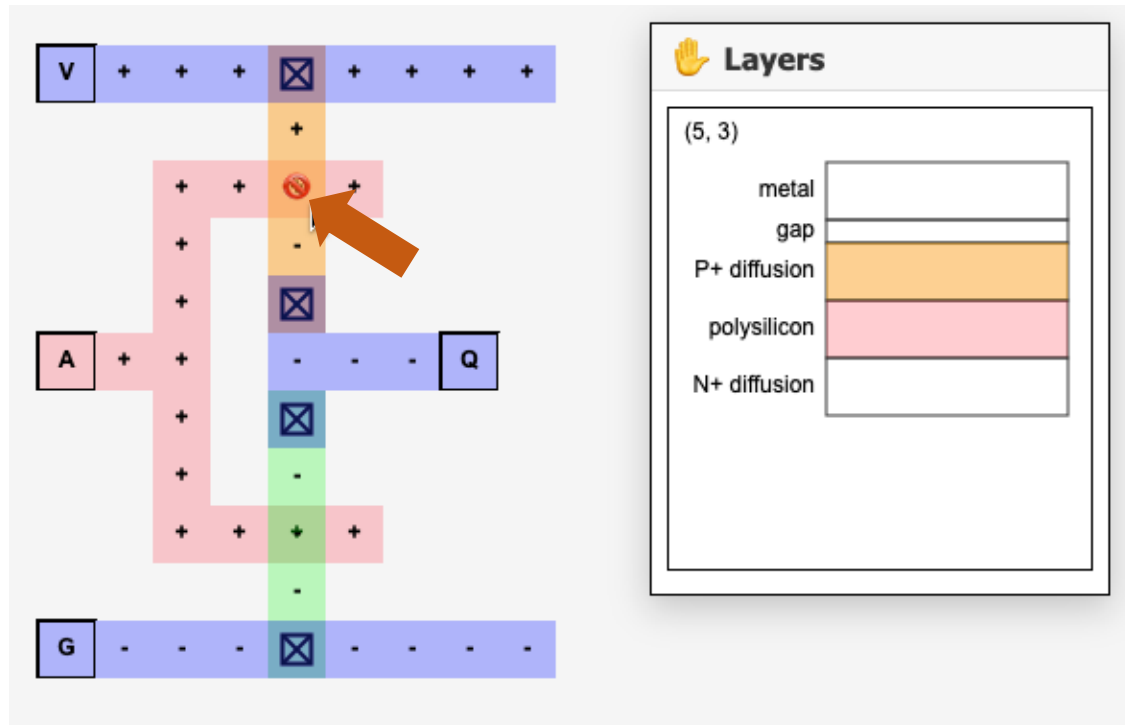 V + + + + + + +
+
+ + +
+ -
+
A + + - - - Q
+
+ -
+ + + +
-
G - - - - - - -
Layers
(5, 3)
metal
gap
P+ diffusion
polysilicon
N+ diffusion